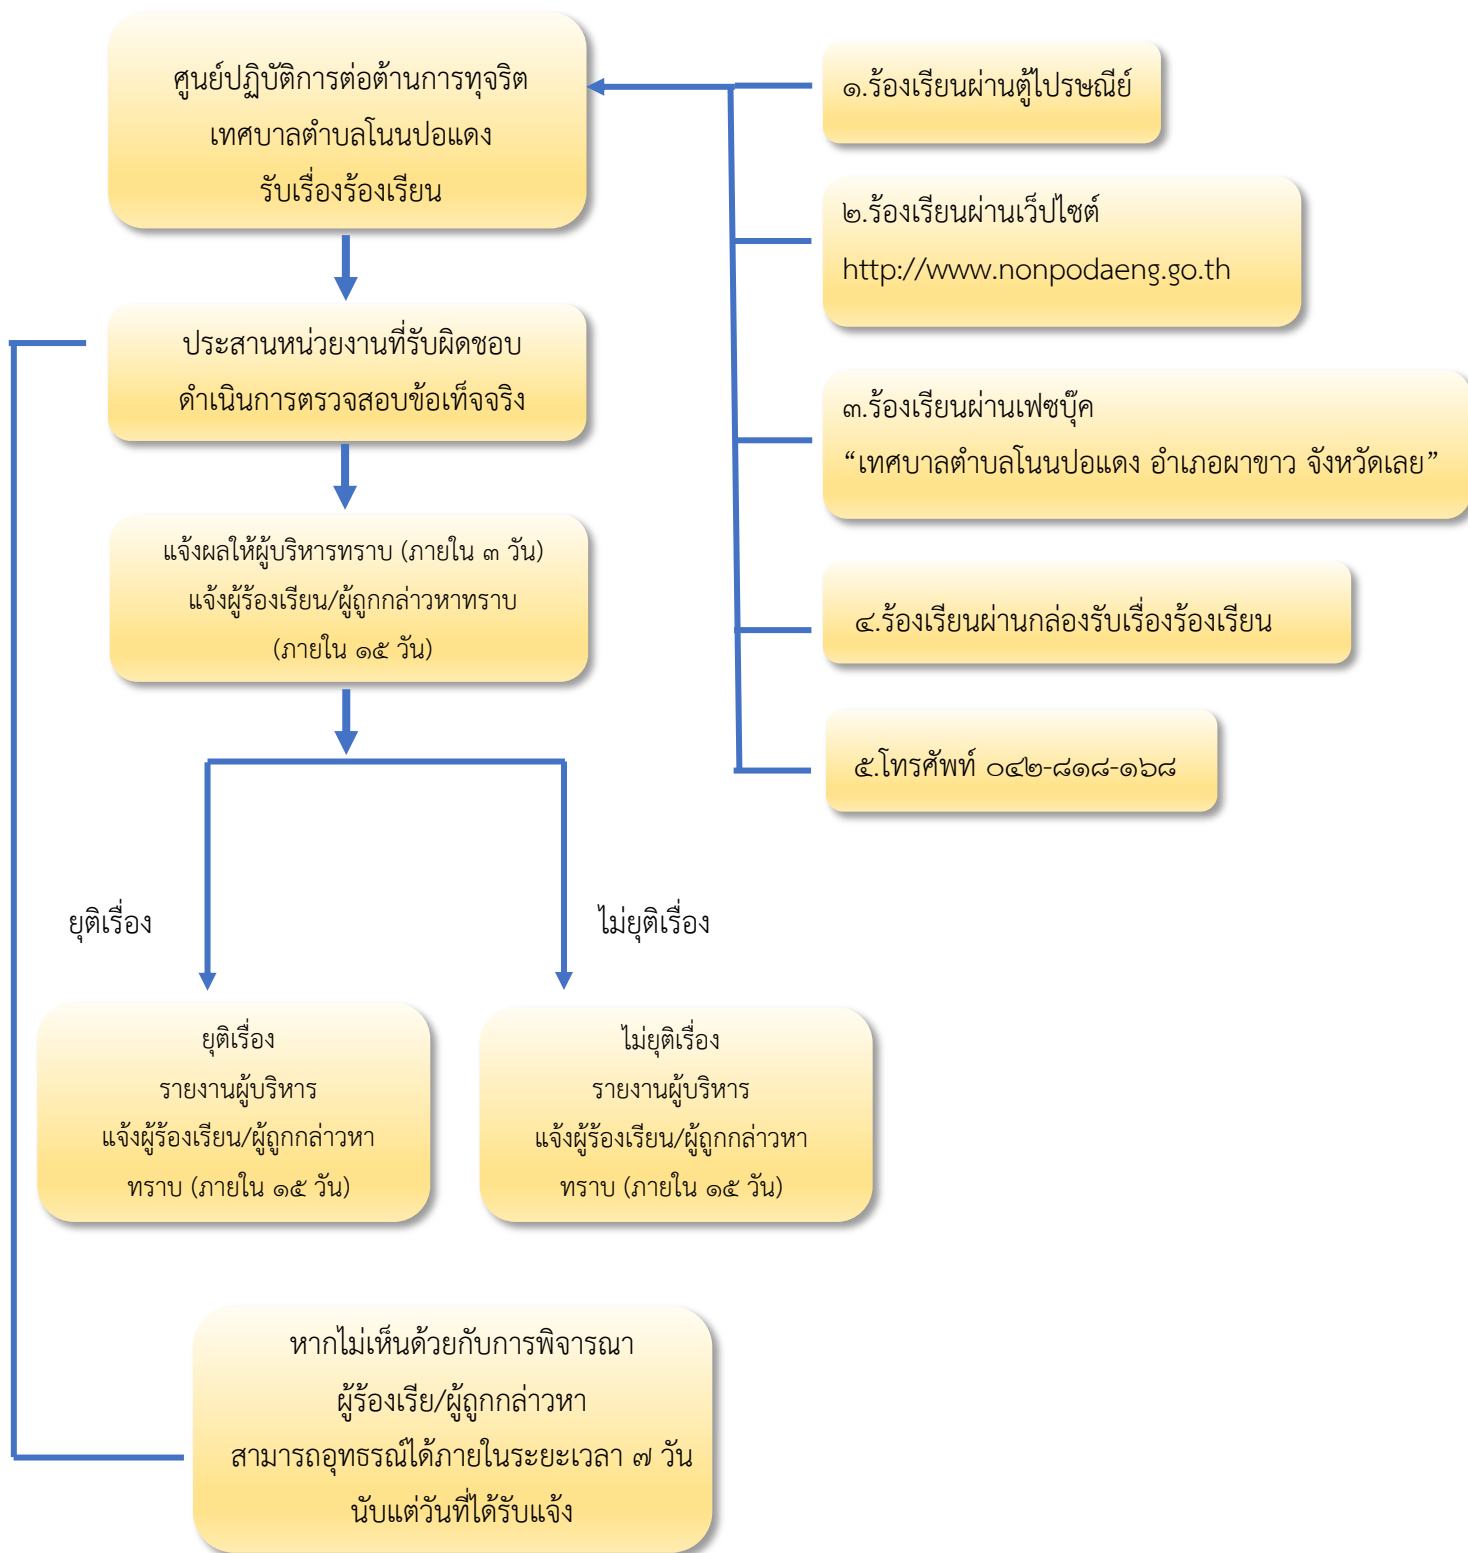 ศูนย์ปฏิบัติการต่อต้านการทุจริต
เทศบาลตำบลโนนปอแดง
รับเรื่องร้องเรียน
๑.ร้องเรียนผ่านตู้ไปรษณีย์
๒.ร้องเรียนผ่านเว็ปไซต์
http://www.nonpodaeng.go.th
๓.ร้องเรียนผ่านเฟซบุ๊ค
“เทศบาลตำบลโนนปอแดง อำเภอผาขาว จังหวัดเลย”
๔.ร้องเรียนผ่านกล่องรับเรื่องร้องเรียน
๕.โทรศัพท์ ๐๔๒-๘๑๘-๑๖๘
ประสานหน่วยงานที่รับผิดชอบ
ดำเนินการตรวจสอบข้อเท็จจริง
แจ้งผลให้ผู้บริหารทราบ (ภายใน ๓ วัน)
แจ้งผู้ร้องเรียน/ผู้ถูกกล่าวหาทราบ
(ภายใน ๑๕ วัน)
ยุติเรื่อง
ไม่ยุติเรื่อง
ยุติเรื่อง
รายงานผู้บริหาร
แจ้งผู้ร้องเรียน/ผู้ถูกกล่าวหา
ทราบ (ภายใน ๑๕ วัน)
ไม่ยุติเรื่อง
รายงานผู้บริหาร
แจ้งผู้ร้องเรียน/ผู้ถูกกล่าวหา
ทราบ (ภายใน ๑๕ วัน)
หากไม่เห็นด้วยกับการพิจารณา
ผู้ร้องเรีย/ผู้ถูกกล่าวหา
สามารถอุทธรณ์ได้ภายในระยะเวลา ๗ วัน
นับแต่วันที่ได้รับแจ้ง